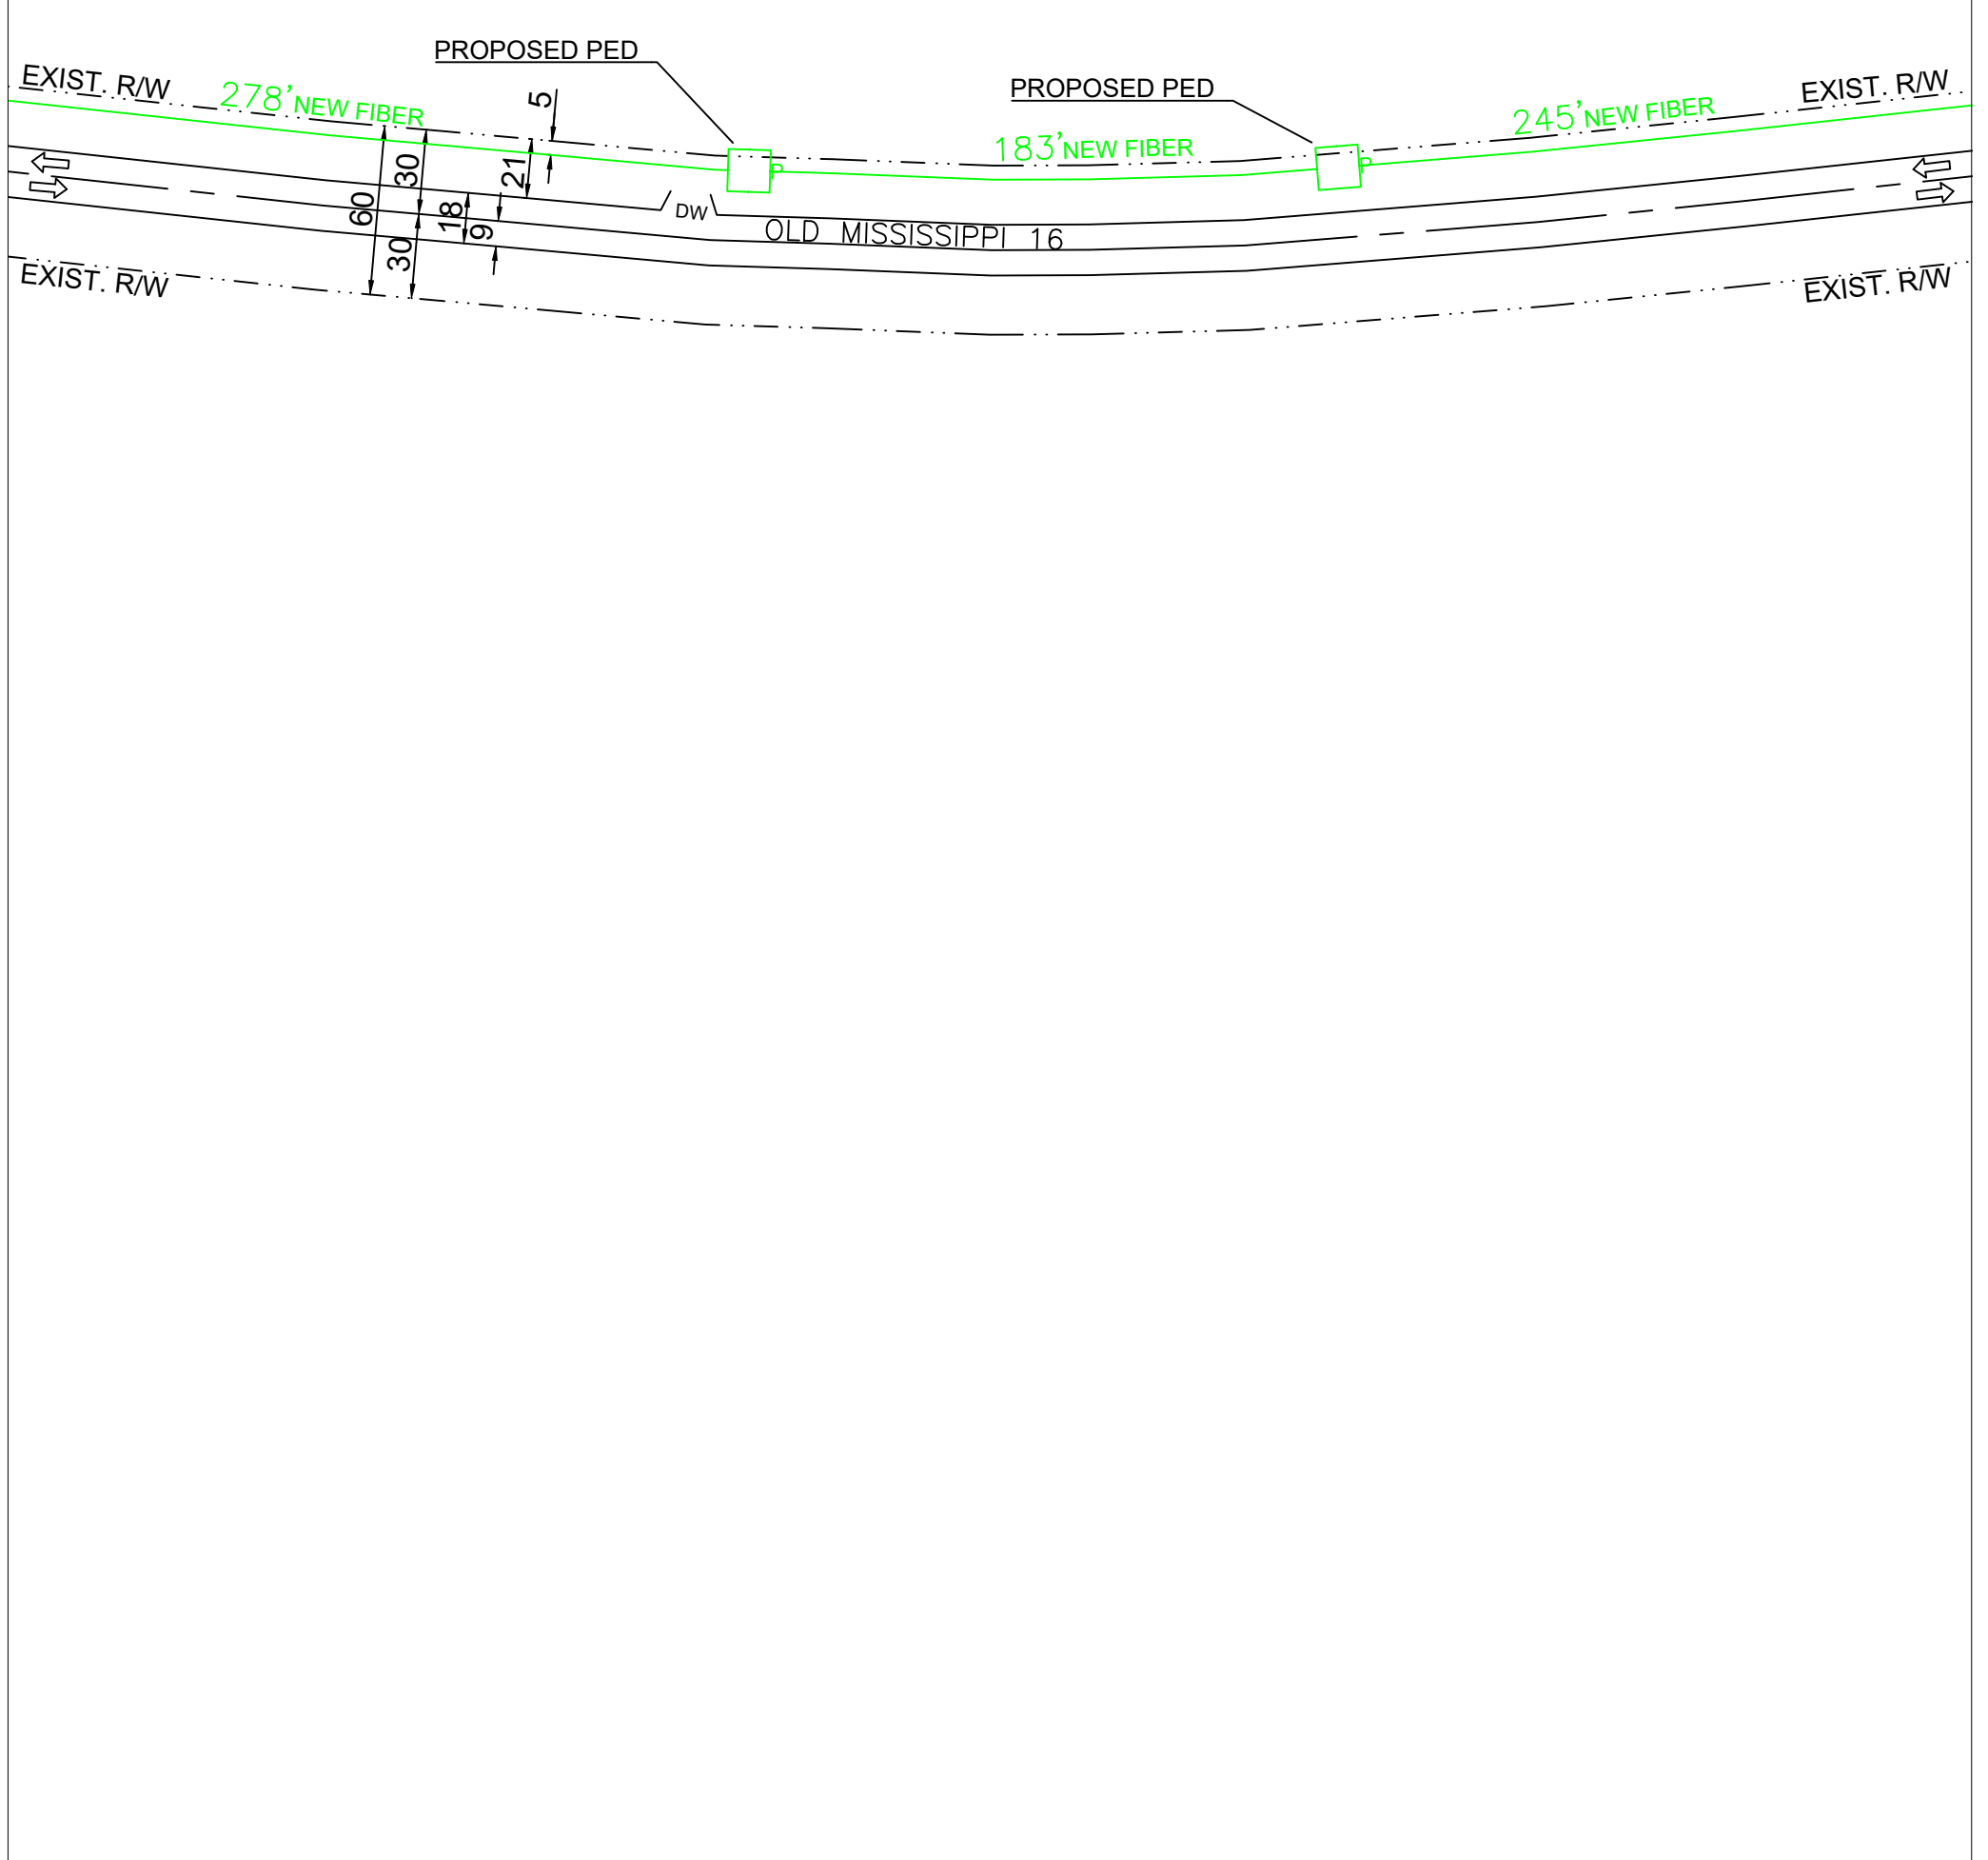 PROPOSED PED
PROPOSED PED
EXIST. R/W
278' NEW FIBER
5
183' NEW FIBER
245' NEW FIBER
EXIST. R/W
30
21
P
P
60
18
9
30
DW
OLD MISSISSIPPI 16
EXIST. R/W
EXIST. R/W